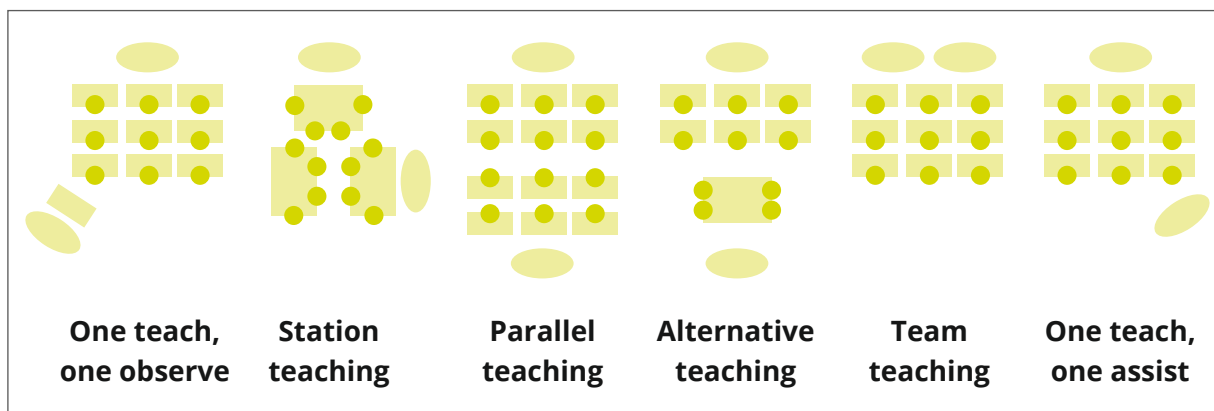 One teach,
one observe
Station
teaching
Parallel
teaching
Alternative
teaching
Team
teaching
One teach,
one assist